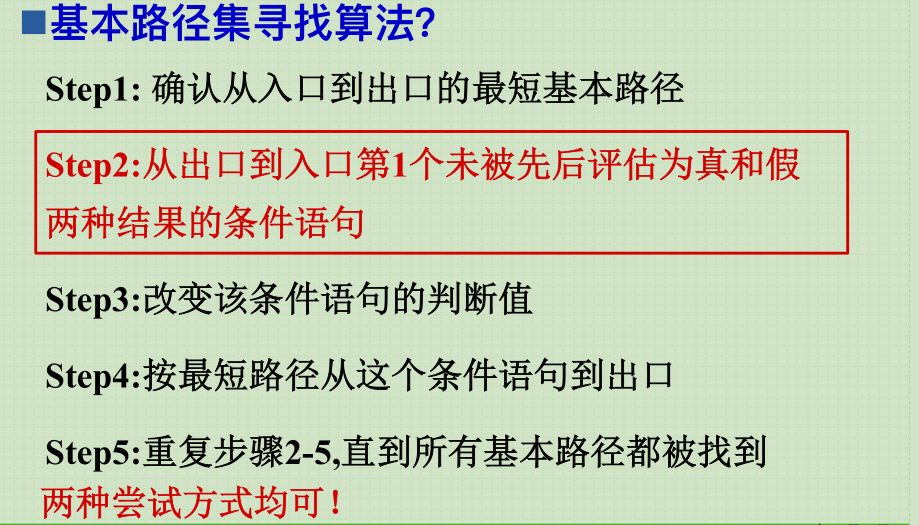 基本路径集寻找算法?
Step1: 确认从入口到出口的最短基本路径
Step2:从出口到入口第1个未被先后评估为真和假
两种结果的条件语句
Step3:改变该条件语句的判断值
Step4:按最短路径从这个条件语句到出口
Step5:重复步骤2-5,直到所有基本路径都被找到
两种尝试方式均可！